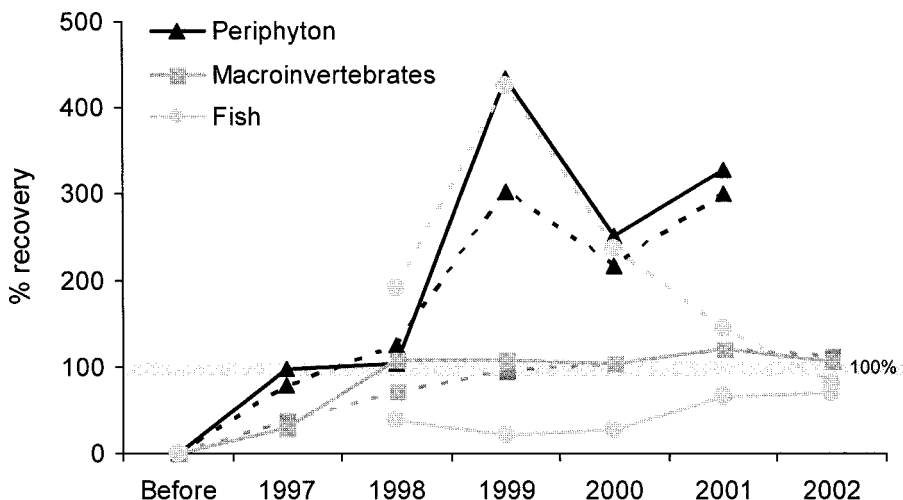 500
400
300
200
100
0
% recovery
Periphyton
Macroinvertebrates
Fish
100%
Before 1997 1998 1999 2000 2001 2002